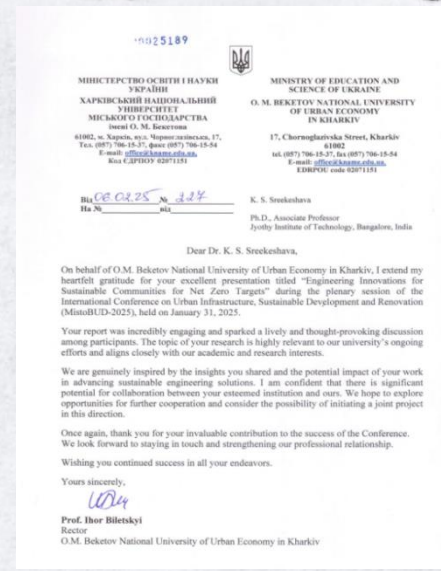 0025189
МІНІСТЕРСТВО ОСВІТИ І НАУКИ
УКРАЇНИ
ХАРКІВСЬКИЙ НАЦІОНАЛЬНИЙ
УНІВЕРСИТЕТ
МІСЬКОГО ГОСПОДАРСТВА
імені О. М. Бекетова
61002, м. Харків, вул. Чорноглазівська, 17,
Тел. (057) 706-15-37, факс (057) 706-15-54
E-mail: office@kname.edu.ua,
Код ЄДРПОУ 02071151
MINISTRY OF EDUCATION AND
SCIENCE OF UKRAINE
O. M. BEKETOV NATIONAL UNIVERSITY
OF URBAN ECONOMY
IN KHARKIV
17, Chornoglazivska Street, Kharkiv
61002
tel. (057) 706-15-37, fax (057) 706-15-54
E-mail: office@kname.edu.ua,
EDRPOU code 02071151
Від 06.02.25 № 227
На № від
K. S. Sreekeshava
Ph.D., Associate Professor
Jyothy Institute of Technology, Bangalore, India
Dear Dr. K. S. Sreekeshava,
On behalf of O.M. Beketov National University of Urban Economy in Kharkiv, I extend my
heartfelt gratitude for your excellent presentation titled “Engineering Innovations for
Sustainable Communities for Net Zero Targets” during the plenary session of the
International Conference on Urban Infrastructure, Sustainable Development and Renovation
(MistoBUD-2025), held on January 31, 2025.
Your report was incredibly engaging and sparked a lively and thought-provoking discussion
among participants. The topic of your research is highly relevant to our university's ongoing
efforts and aligns closely with our academic and research interests.
We are genuinely inspired by the insights you shared and the potential impact of your work
in advancing sustainable engineering solutions. I am confident that there is significant
potential for collaboration between your esteemed institution and ours. We hope to explore
opportunities for further cooperation and consider the possibility of initiating a joint project
in this direction.
Once again, thank you for your invaluable contribution to the success of the Conference.
We look forward to staying in touch and strengthening our professional relationship.
Wishing you continued success in all your endeavors.
Yours sincerely,
Prof. Ihor Biletskyi
Rector
O.M. Beketov National University of Urban Economy in Kharkiv